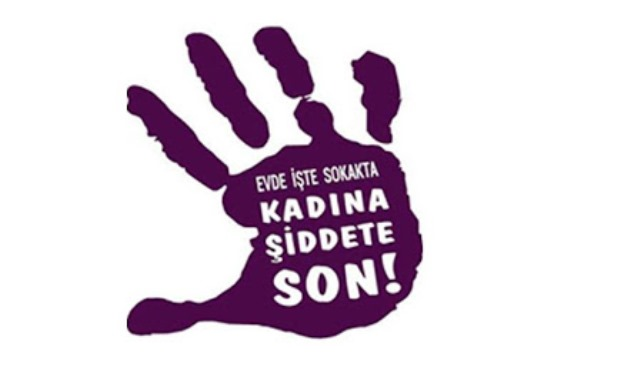 EVDE İŞTE SOKAKTA
KADINA
ŞİDDETE
SON!